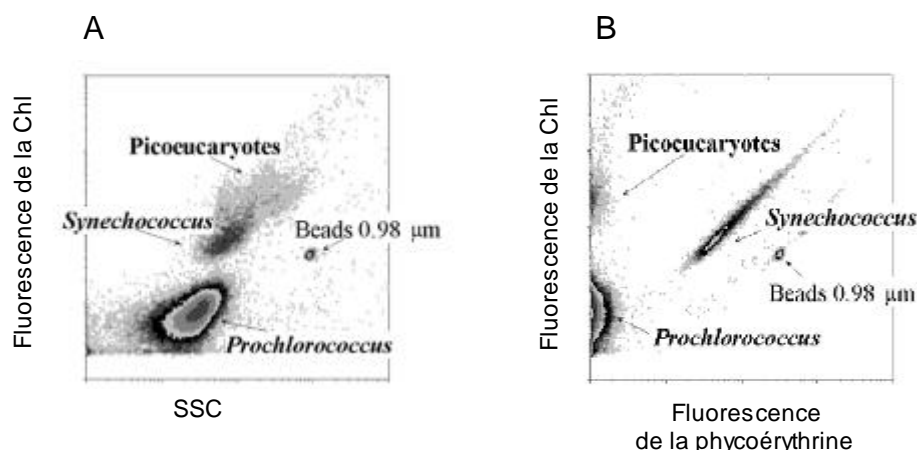 A
Fluorescence de la Chl
Picoeucaryotes
Synechococcus
Beads 0.98 μm
Prochlorococcus
SSC
B
Fluorescence de la Chl
Picoeucaryotes
Synechococcus
Beads 0.98 μm
Prochlorococcus
Fluorescence
de la phycoérythrine